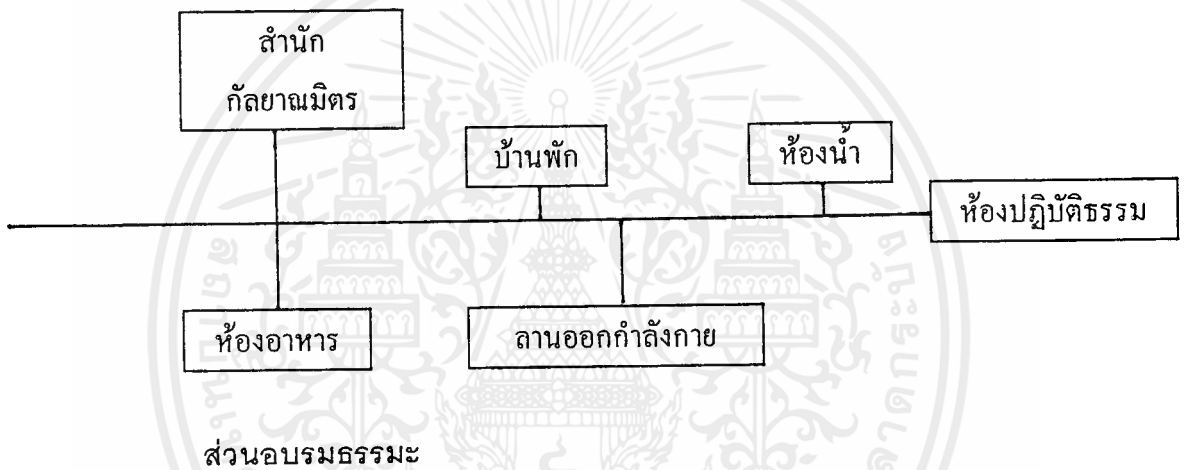 สำนัก
กัลยาณมิตร
บ้านพัก
ห้องน้ำ
ห้องปฏิบัติธรรม
ห้องอาหาร
ลานออกกำลังกาย
ส่วนอบรมธรรมะ